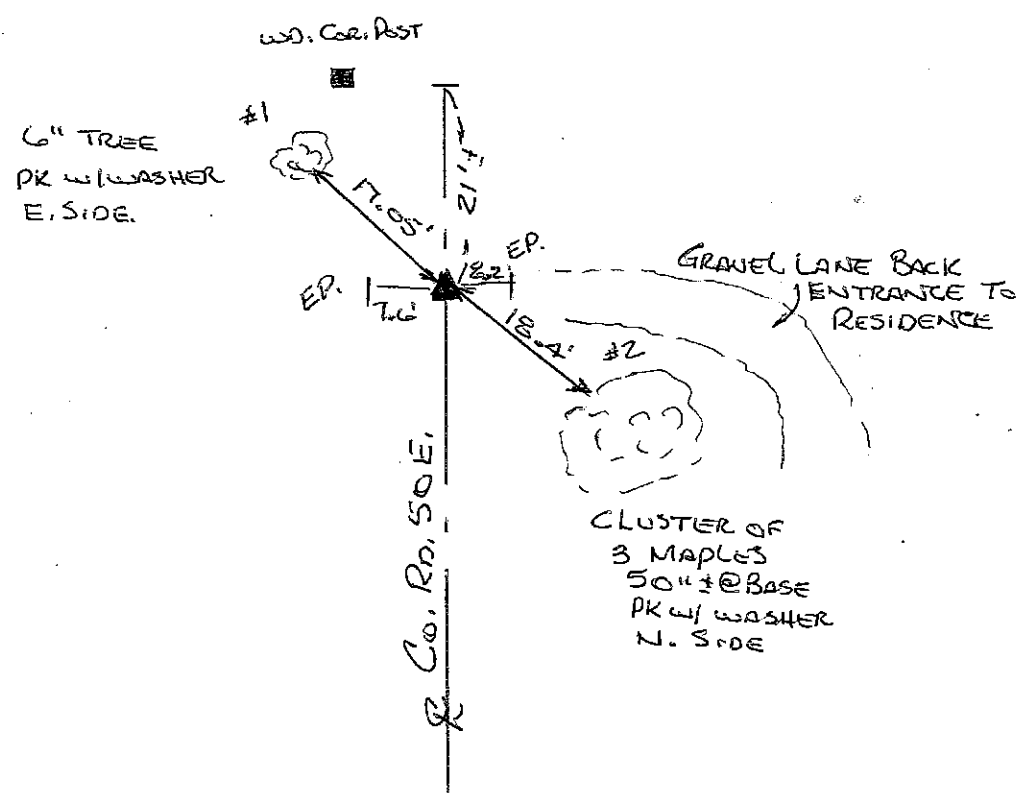 WD. COR. POST
#1
6" TREE
PK W/WASHER
E. SIDE.
17.05'
21'±
EP.
8.2
EP.
7.6'
18.4'
#2
GRAVEL LANE BACK
ENTRANCE TO
RESIDENCE
CLUSTER OF
3 MAPLES
50"±@BASE
PK W/ WASHER
N. SIDE
℄ Co. RD. 50 E.